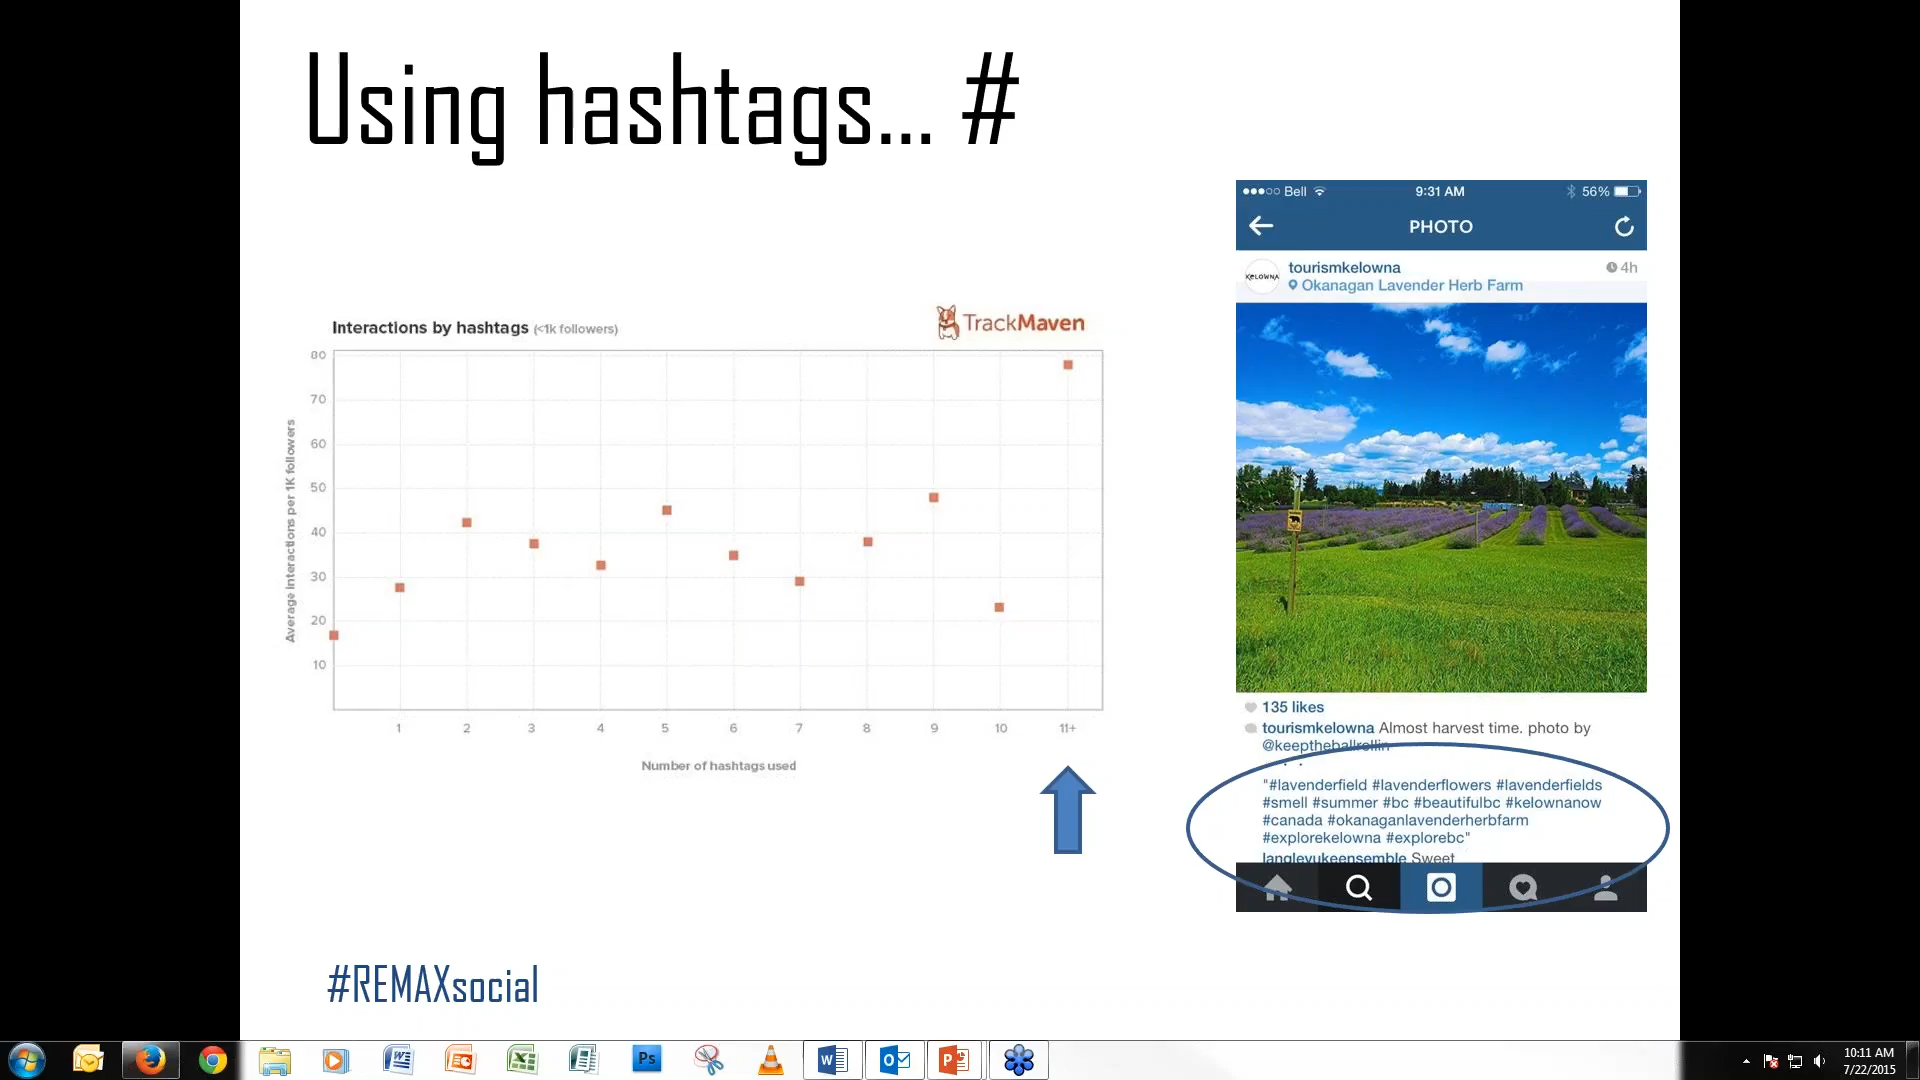 Using hashtags... #
Interactions by hashtags (<1k followers)
TrackMaven
80
70
60
50
40
30
20
10
Average interactions per 1K followers
1 2 3 4 5 6 7 8 9 10 11+
Number of hashtags used
Bell 9:31 AM 56%
PHOTO
KELOWNA
tourismkelowna 4h
Okanagan Lavender Herb Farm
135 likes
tourismkelowna Almost harvest time. photo by
@keeptheballrollin
"#lavenderfield #lavenderflowers #lavenderfields
#smell #summer #bc #beautifulbc #kelownanow
#canada #okanaganlavenderherbfarm
#explorekelowna #explorebc"
langleyukeensemble Sweet
#REMAXsocial
Ps
10:11 AM
7/22/2015